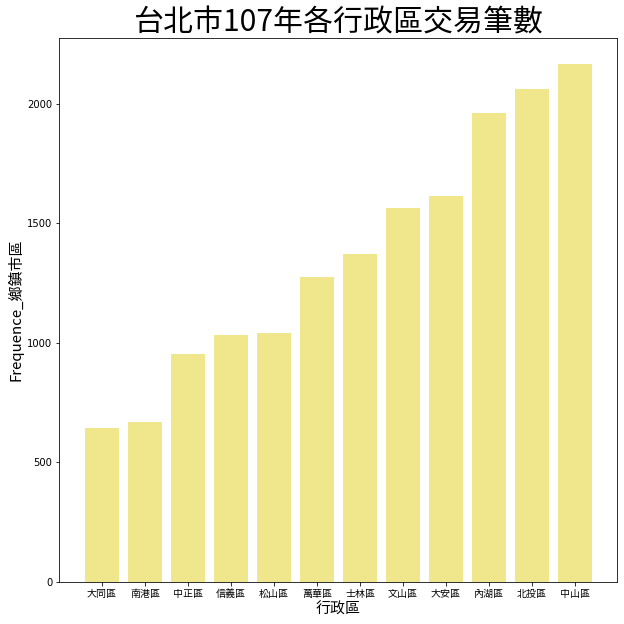 台北市107年各行政區交易筆數
Frequence_鄉鎮市區
2000
1500
1000
500
0
大同區 南港區 中正區 信義區 松山區 萬華區 士林區 文山區 大安區 內湖區 北投區 中山區
行政區